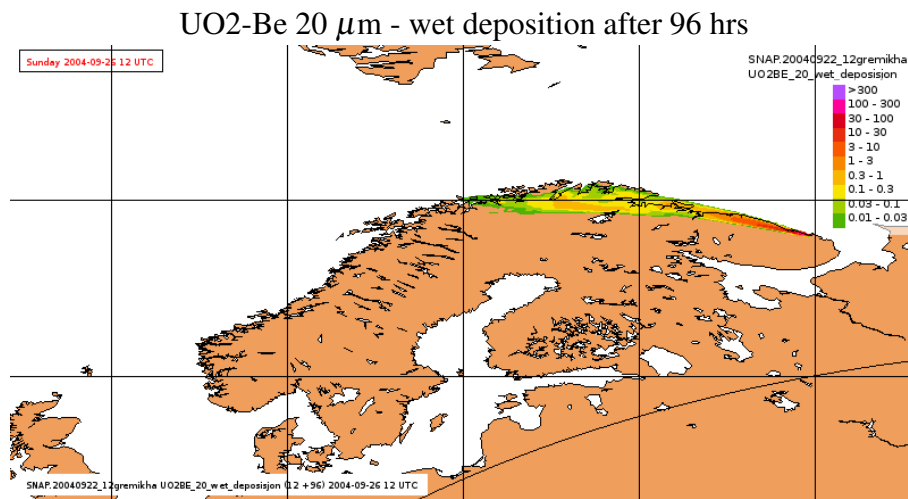 UO2-Be 20 μm - wet deposition after 96 hrs
Sunday 2004-09-26 12 UTC
SNAP.20040922_12gremikha
UO2BE_20_wet_deposisjon
>300
100 - 300
30 - 100
10 - 30
3 - 10
1 - 3
0.3 - 1
0.1 - 0.3
0.03 - 0.1
0.01 - 0.03
SNAP.20040922_12gremikha UO2BE_20_wet_deposisjon (12 +96) 2004-09-26 12 UTC